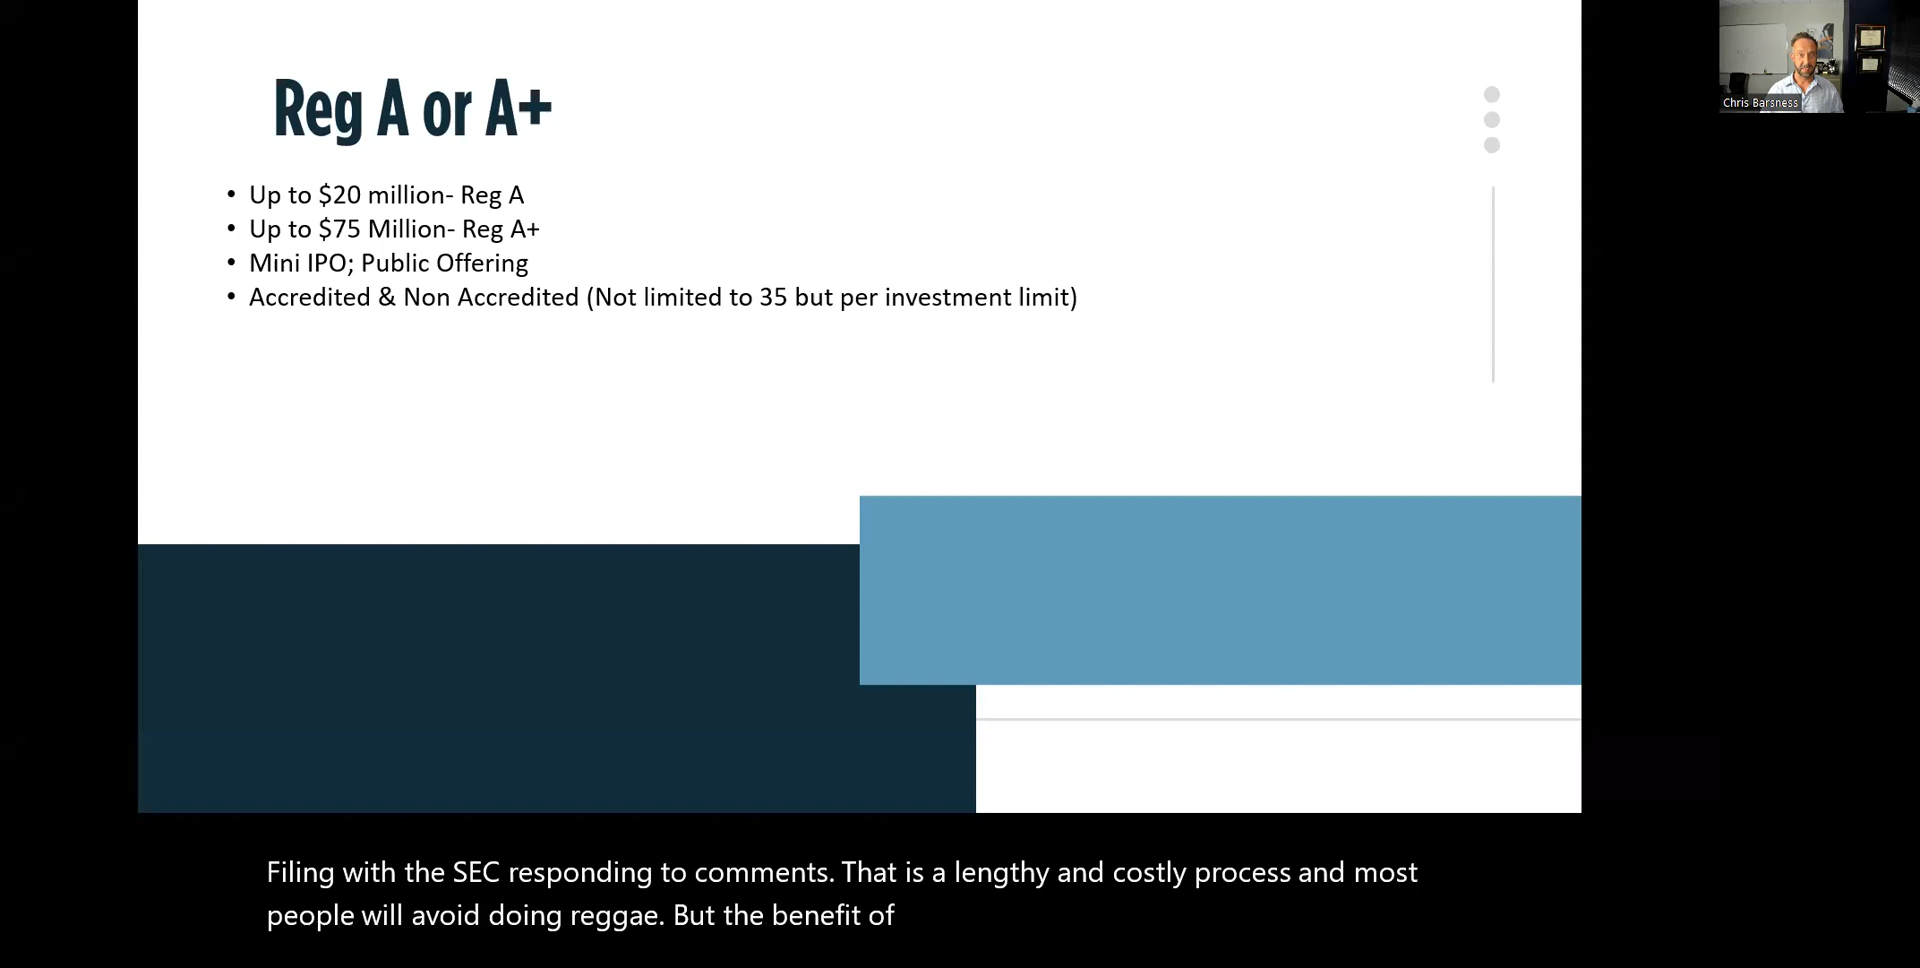 Reg A or A+
• Up to $20 million- Reg A
• Up to $75 Million- Reg A+
• Mini IPO; Public Offering
• Accredited & Non Accredited (Not limited to 35 but per investment limit)
Chris Barsness
Filing with the SEC responding to comments. That is a lengthy and costly process and most
people will avoid doing reggae. But the benefit of